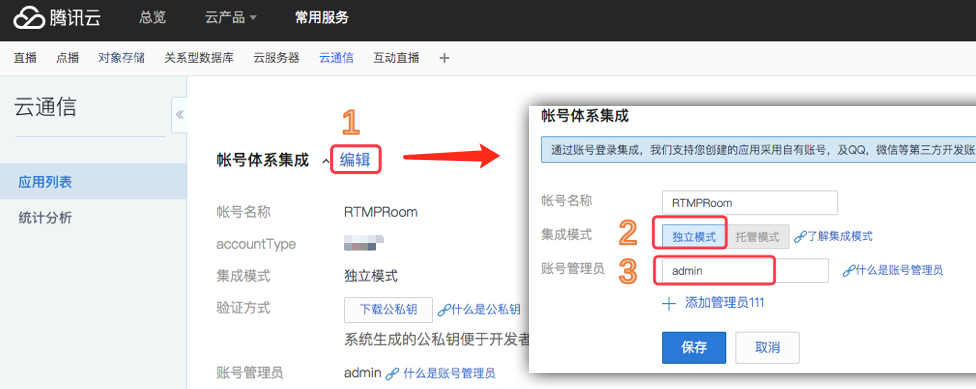 腾讯云 总览 云产品 常用服务
直播 点播 对象存储 关系型数据库 云服务器 云通信 互动直播 +
云通信
«
应用列表
统计分析
1
帐号体系集成 编辑
帐号名称 RTMPRoom
accountType
集成模式 独立模式
验证方式 下载公私钥 什么是公私钥
系统生成的公私钥便于开发者
账号管理员 admin 什么是账号管理员
帐号体系集成
通过账号登录集成，我们支持您创建的应用采用自有账号，及QQ，微信等第三方开发账
帐号名称 RTMPRoom
集成模式 2 独立模式 托管模式 了解集成模式
账号管理员 3 admin 什么是账号管理员
+ 添加管理员111
保存 取消